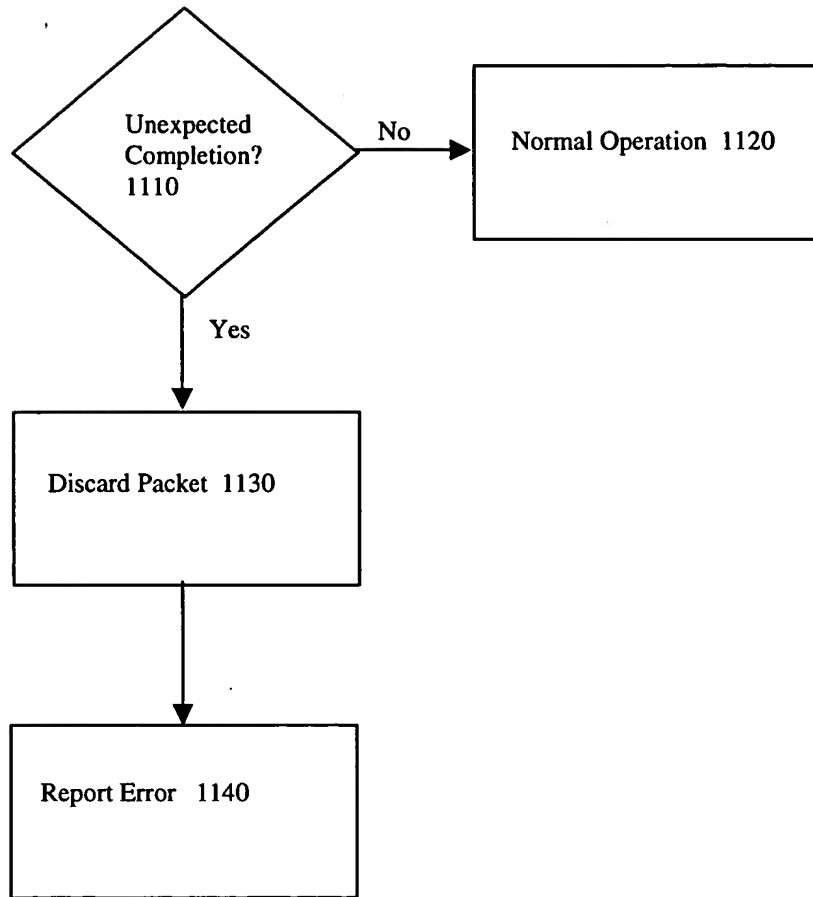 Unexpected
Completion?
1110
No
Normal Operation 1120
Yes
Discard Packet 1130
Report Error 1140